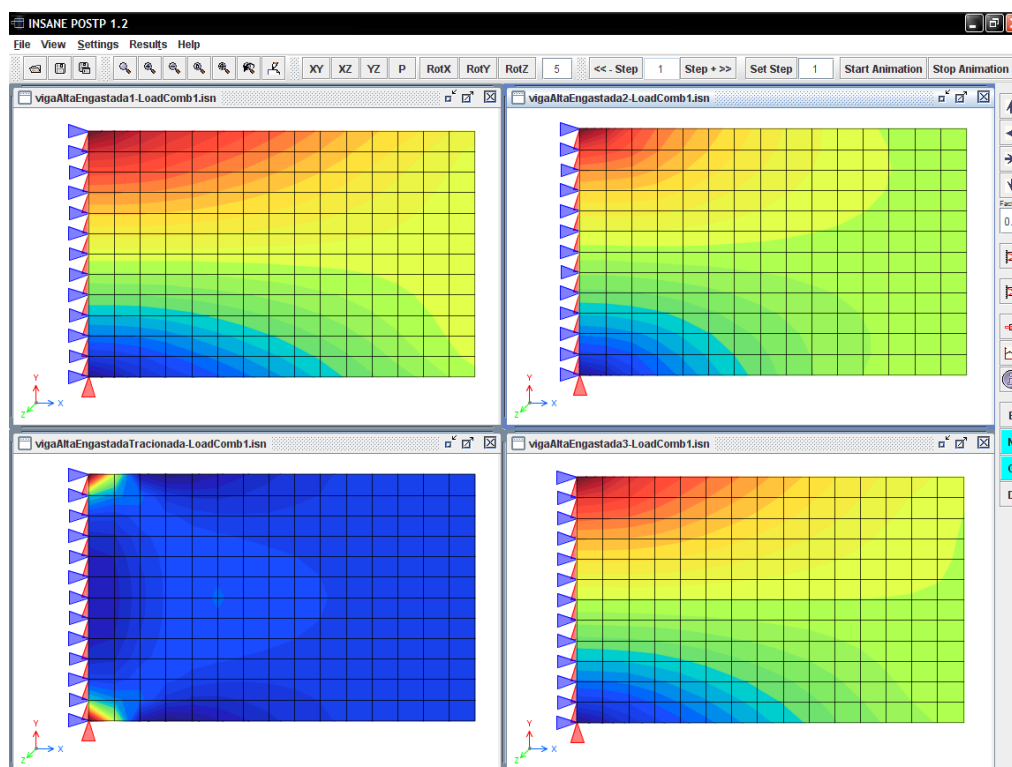 INSANE POSTP 1.2
File View Settings Results Help
XY XZ YZ P RotX RotY RotZ 5 << - Step 1 Step + >> Set Step 1 Start Animation Stop Animation
vigaAltaEngastada1-LoadComb1.isn
vigaAltaEngastada2-LoadComb1.isn
Y
X
Z
Y
X
Z
vigaAltaEngastadaTracionada-LoadComb1.isn
vigaAltaEngastada3-LoadComb1.isn
Y
X
Z
Y
X
Z